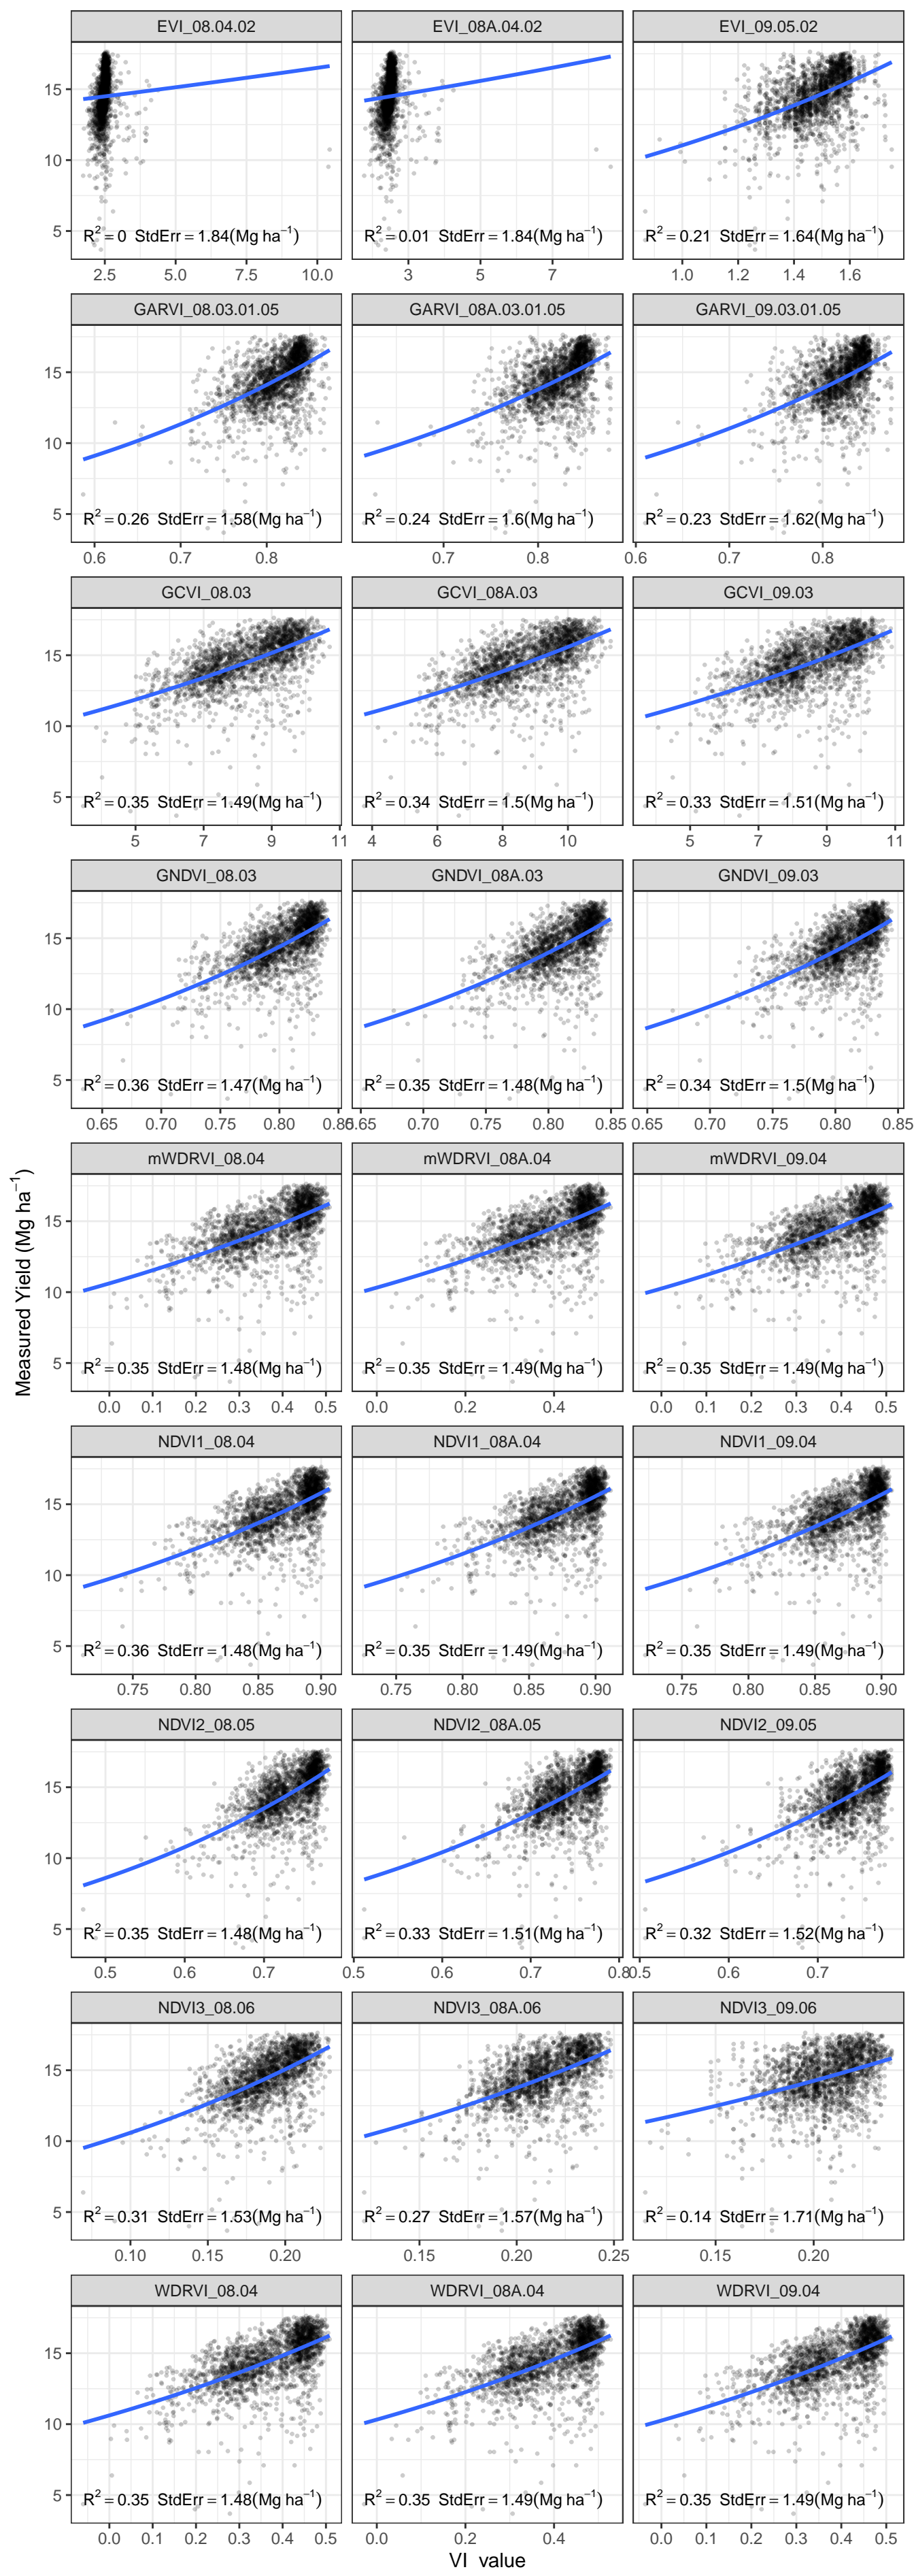 EVI_08.04.02 EVI_08A.04.02 EVI_09.05.02
15
10
5
R² = 0 StdErr = 1.84(Mg ha⁻¹) R² = 0.01 StdErr = 1.84(Mg ha⁻¹) R² = 0.21 StdErr = 1.64(Mg ha⁻¹)
2.5 5.0 7.5 10.0 3 5 7 1.0 1.2 1.4 1.6
GARVI_08.03.01.05 GARVI_08A.03.01.05 GARVI_09.03.01.05
15
10
5
R² = 0.26 StdErr = 1.58(Mg ha⁻¹) R² = 0.24 StdErr = 1.6(Mg ha⁻¹) R² = 0.23 StdErr = 1.62(Mg ha⁻¹)
0.6 0.7 0.8 0.7 0.8 0.6 0.7 0.8
GCVI_08.03 GCVI_08A.03 GCVI_09.03
15
10
5
R² = 0.35 StdErr = 1.49(Mg ha⁻¹) R² = 0.34 StdErr = 1.5(Mg ha⁻¹) R² = 0.33 StdErr = 1.51(Mg ha⁻¹)
5 7 9 11 4 6 8 10 5 7 9 11
GNDVI_08.03 GNDVI_08A.03 GNDVI_09.03
15
10
5
R² = 0.36 StdErr = 1.47(Mg ha⁻¹) R² = 0.35 StdErr = 1.48(Mg ha⁻¹) R² = 0.34 StdErr = 1.5(Mg ha⁻¹)
0.65 0.70 0.75 0.80 0.85 0.65 0.70 0.75 0.80 0.85 0.65 0.70 0.75 0.80 0.85
Measured Yield (Mg ha⁻¹)
mWDRVI_08.04 mWDRVI_08A.04 mWDRVI_09.04
15
10
5
R² = 0.35 StdErr = 1.48(Mg ha⁻¹) R² = 0.35 StdErr = 1.49(Mg ha⁻¹) R² = 0.35 StdErr = 1.49(Mg ha⁻¹)
0.0 0.1 0.2 0.3 0.4 0.5 0.0 0.2 0.4 0.0 0.1 0.2 0.3 0.4 0.5
NDVI1_08.04 NDVI1_08A.04 NDVI1_09.04
15
10
5
R² = 0.36 StdErr = 1.48(Mg ha⁻¹) R² = 0.35 StdErr = 1.49(Mg ha⁻¹) R² = 0.35 StdErr = 1.49(Mg ha⁻¹)
0.75 0.80 0.85 0.90 0.75 0.80 0.85 0.90 0.75 0.80 0.85 0.90
NDVI2_08.05 NDVI2_08A.05 NDVI2_09.05
15
10
5
R² = 0.35 StdErr = 1.48(Mg ha⁻¹) R² = 0.33 StdErr = 1.51(Mg ha⁻¹) R² = 0.32 StdErr = 1.52(Mg ha⁻¹)
0.5 0.6 0.7 0.5 0.6 0.7 0.8 0.5 0.6 0.7
NDVI3_08.06 NDVI3_08A.06 NDVI3_09.06
15
10
5
R² = 0.31 StdErr = 1.53(Mg ha⁻¹) R² = 0.27 StdErr = 1.57(Mg ha⁻¹) R² = 0.14 StdErr = 1.71(Mg ha⁻¹)
0.10 0.15 0.20 0.15 0.20 0.25 0.15 0.20
WDRVI_08.04 WDRVI_08A.04 WDRVI_09.04
15
10
5
R² = 0.35 StdErr = 1.48(Mg ha⁻¹) R² = 0.35 StdErr = 1.49(Mg ha⁻¹) R² = 0.35 StdErr = 1.49(Mg ha⁻¹)
0.0 0.1 0.2 0.3 0.4 0.5 0.0 0.2 0.4 0.0 0.1 0.2 0.3 0.4 0.5
VI value